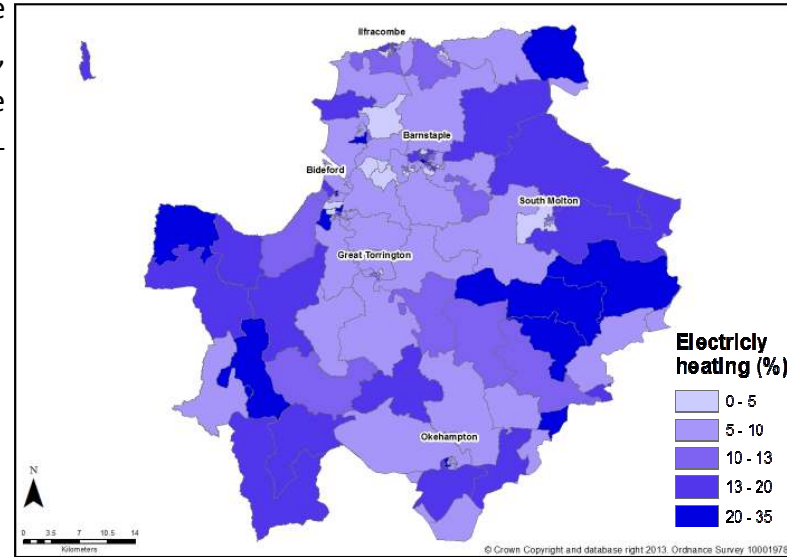 e
,
e
-
Ilfracombe
Barnstaple
Bideford
South Molton
Great Torrington
Okehampton
Electricly
heating (%)
0 - 5
5 - 10
10 - 13
13 - 20
20 - 35
N
0 3.5 7 10.5 14
Kilometers
© Crown Copyright and database right 2013. Ordnance Survey 10001978